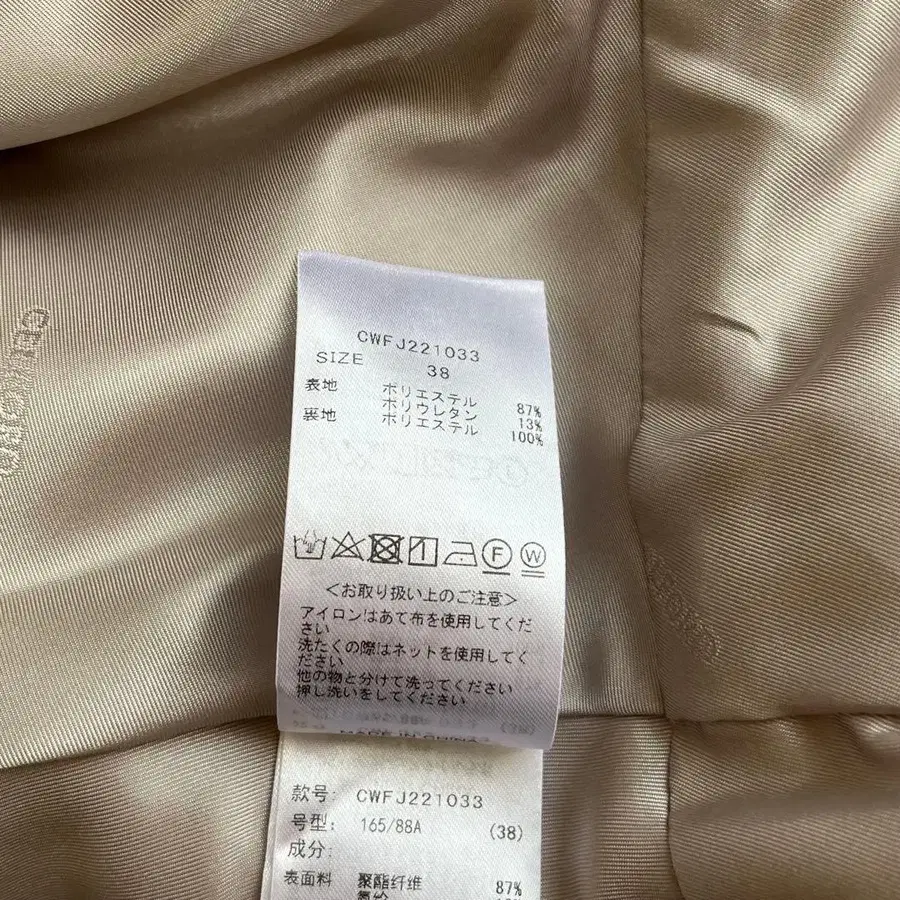 CWFJ221033
SIZE 38
表地 ポリエステル 87%
ポリウレタン 13%
裏地 ポリエステル 100%
F W
<お取り扱い上のご注意>
アイロンはあて布を使用してくだ
さい
洗たくの際はネットを使用してく
ださい
他の物と分けて洗ってください
押し洗いをしてください
款号: CWFJ221033
号型: 165/88A (38)
成分:
表面料 聚酯纤维 87%